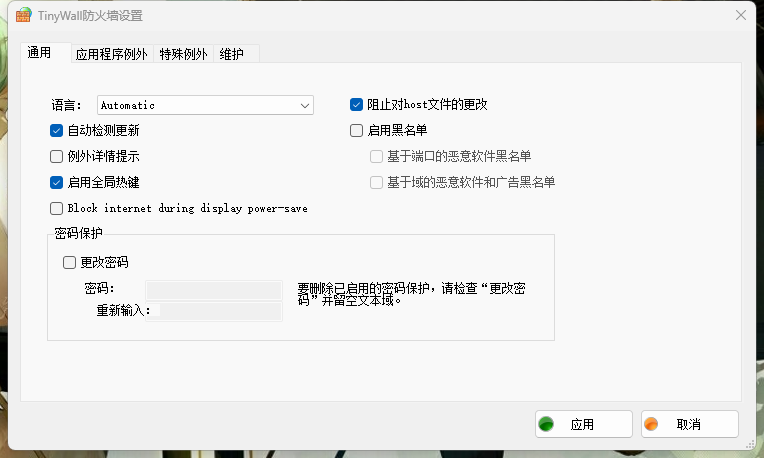 TinyWall防火墙设置
通用
应用程序例外
特殊例外
维护
语言：
Automatic
阻止对host文件的更改
自动检测更新
启用黑名单
例外详情提示
基于端口的恶意软件黑名单
启用全局热键
基于域的恶意软件和广告黑名单
Block internet during display power-save
密码保护
更改密码
密码：
要删除已启用的密码保护，请检查“更改密
码”并留空文本域。
重新输入：
应用
取消